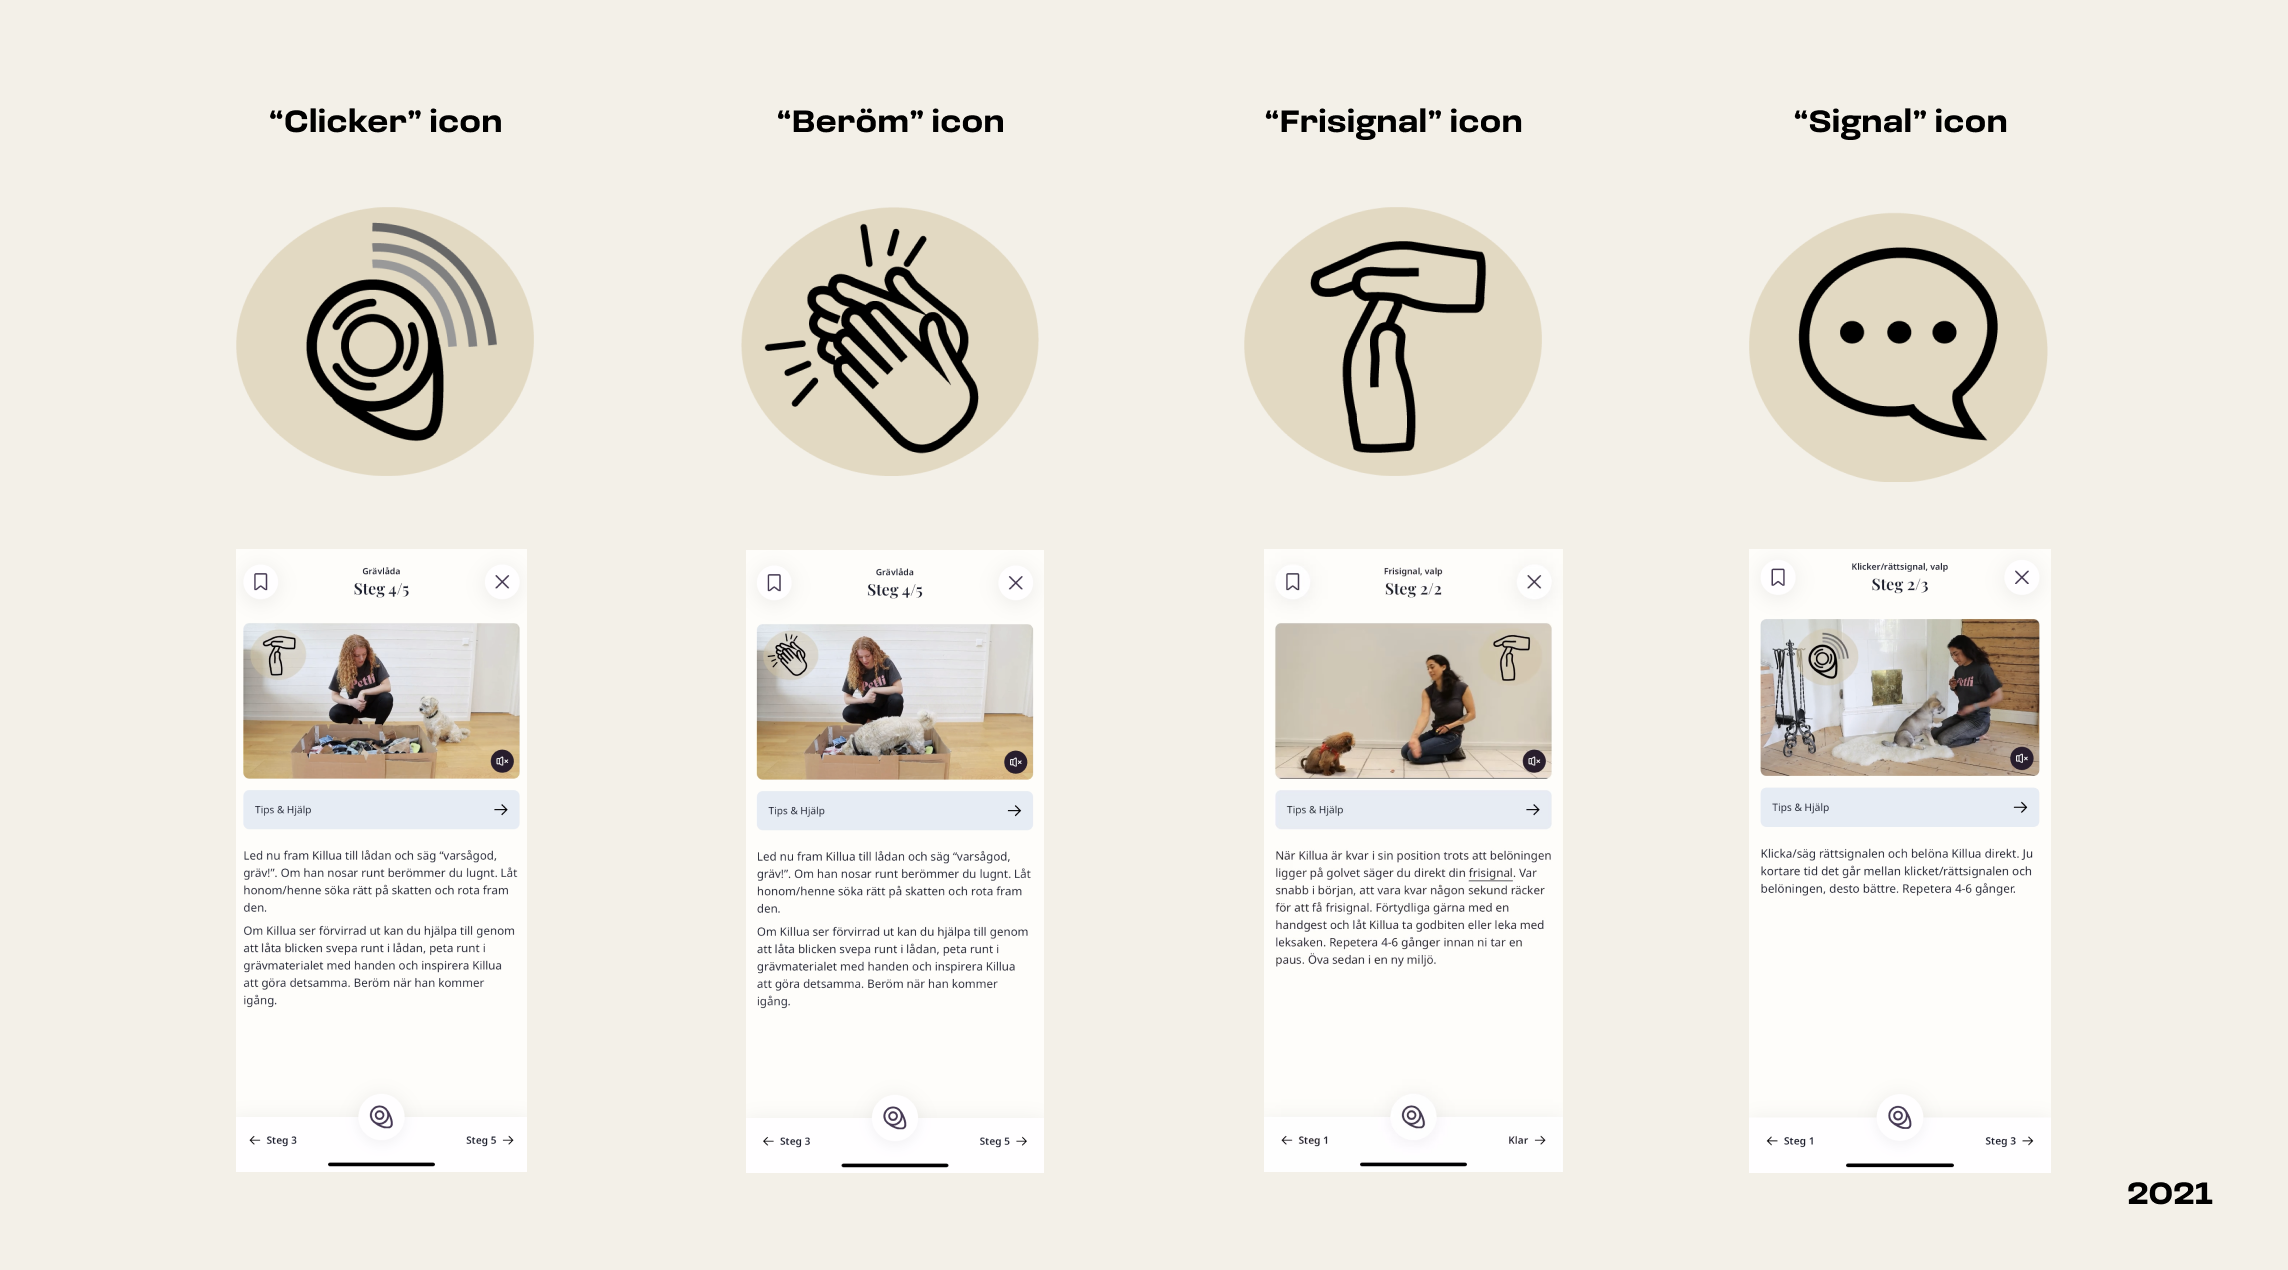 “Clicker” icon
“Beröm” icon
“Frisignal” icon
“Signal” icon
Grävlåda
Steg 4/5
Petli
Tips & Hjälp
Led nu fram Killua till lådan och säg “varsågod,
gräv!”. Om han nosar runt berömmer du lugnt. Låt
honom/henne söka rätt på skatten och rota fram
den.
Om Killua ser förvirrad ut kan du hjälpa till genom
att låta blicken svepa runt i lådan, peta runt i
grävmaterialet med handen och inspirera Killua
att göra detsamma. Beröm när han kommer
igång.
Steg 3
Steg 5
Grävlåda
Steg 4/5
Petli
Tips & Hjälp
Led nu fram Killua till lådan och säg “varsågod,
gräv!”. Om han nosar runt berömmer du lugnt. Låt
honom/henne söka rätt på skatten och rota fram
den.
Om Killua ser förvirrad ut kan du hjälpa till genom
att låta blicken svepa runt i lådan, peta runt i
grävmaterialet med handen och inspirera Killua
att göra detsamma. Beröm när han kommer
igång.
Steg 3
Steg 5
Frisignal, valp
Steg 2/2
Tips & Hjälp
När Killua är kvar i sin position trots att belöningen
ligger på golvet säger du direkt din frisignal. Var
snabb i början, att vara kvar någon sekund räcker
för att få frisignal. Förtydliga gärna med en
handgest och låt Killua ta godbiten eller leka med
leksaken. Repetera 4-6 gånger innan ni tar en
paus. Öva sedan i en ny miljö.
Steg 1
Klar
Klicker/rättsignal, valp
Steg 2/3
Petli
Tips & Hjälp
Klicka/säg rättsignalen och belöna Killua direkt. Ju
kortare tid det går mellan klicket/rättsignalen och
belöningen, desto bättre. Repetera 4-6 gånger.
Steg 1
Steg 3
2021